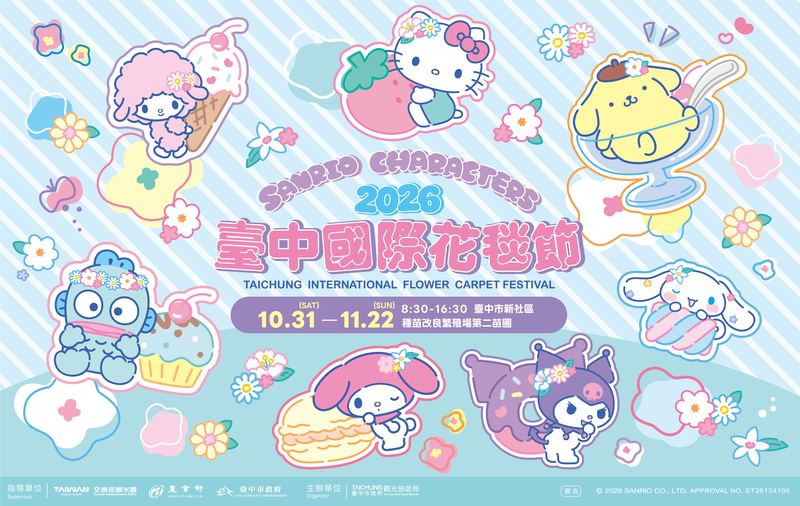 SANRIO CHARACTERS
2026
臺中國際花毯節
TAICHUNG INTERNATIONAL FLOWER CARPET FESTIVAL
10.31(SAT)—11.22(SUN)
8:30-16:30 臺中市新社區
種苗改良繁殖場第二苗圃
指導單位 Supervisor TAIWAN 交通部觀光署 農業部 臺中市政府 主辦單位 Organizer TAICHUNG 臺中市政府 觀光旅遊局 廣告 © 2026 SANRIO CO., LTD. APPROVAL NO. ST26134108